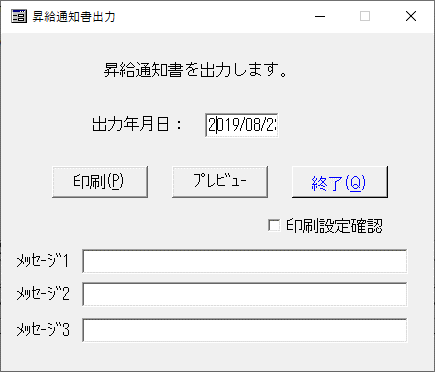 昇給通知書出力
昇給通知書を出力します。
出力年月日： 2019/08/2
印刷(P) ﾌﾟﾚﾋﾞｭｰ 終了(Q)
印刷設定確認
ﾒｯｾｰｼﾞ1
ﾒｯｾｰｼﾞ2
ﾒｯｾｰｼﾞ3